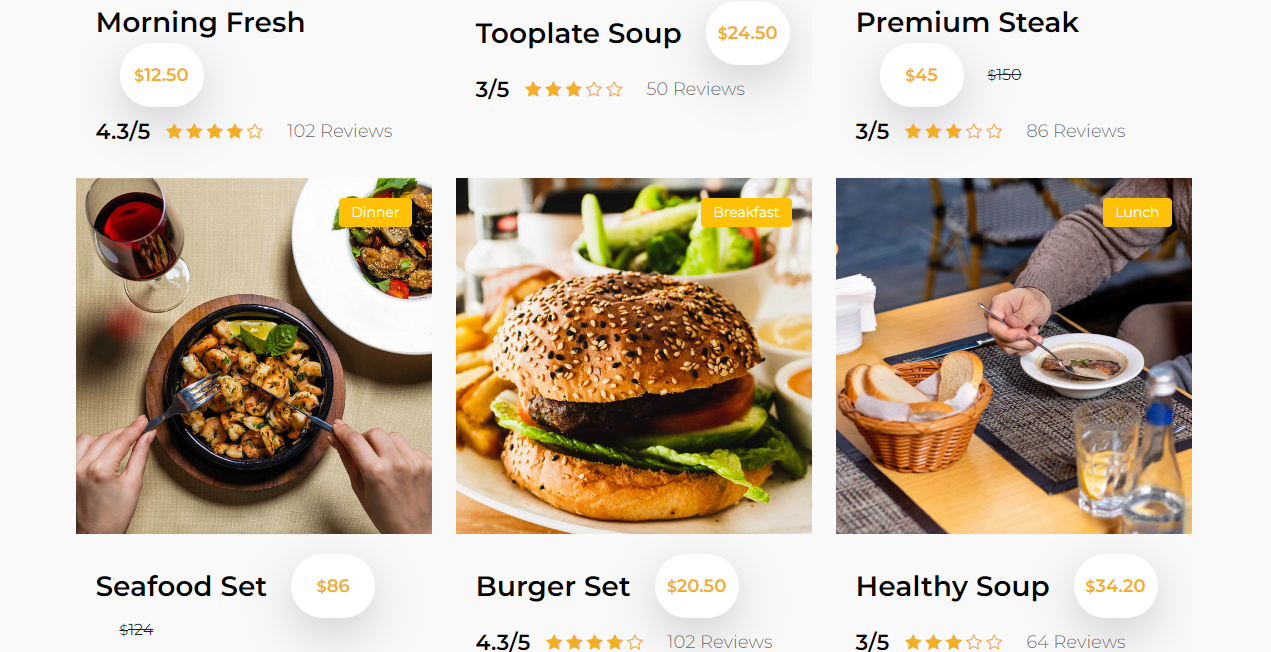 Morning Fresh
$12.50
4.3/5 102 Reviews
Tooplate Soup $24.50
3/5 50 Reviews
Premium Steak
$45 $150
3/5 86 Reviews
Dinner
Seafood Set $86
$124
Breakfast
Burger Set $20.50
4.3/5 102 Reviews
Lunch
Healthy Soup $34.20
3/5 64 Reviews